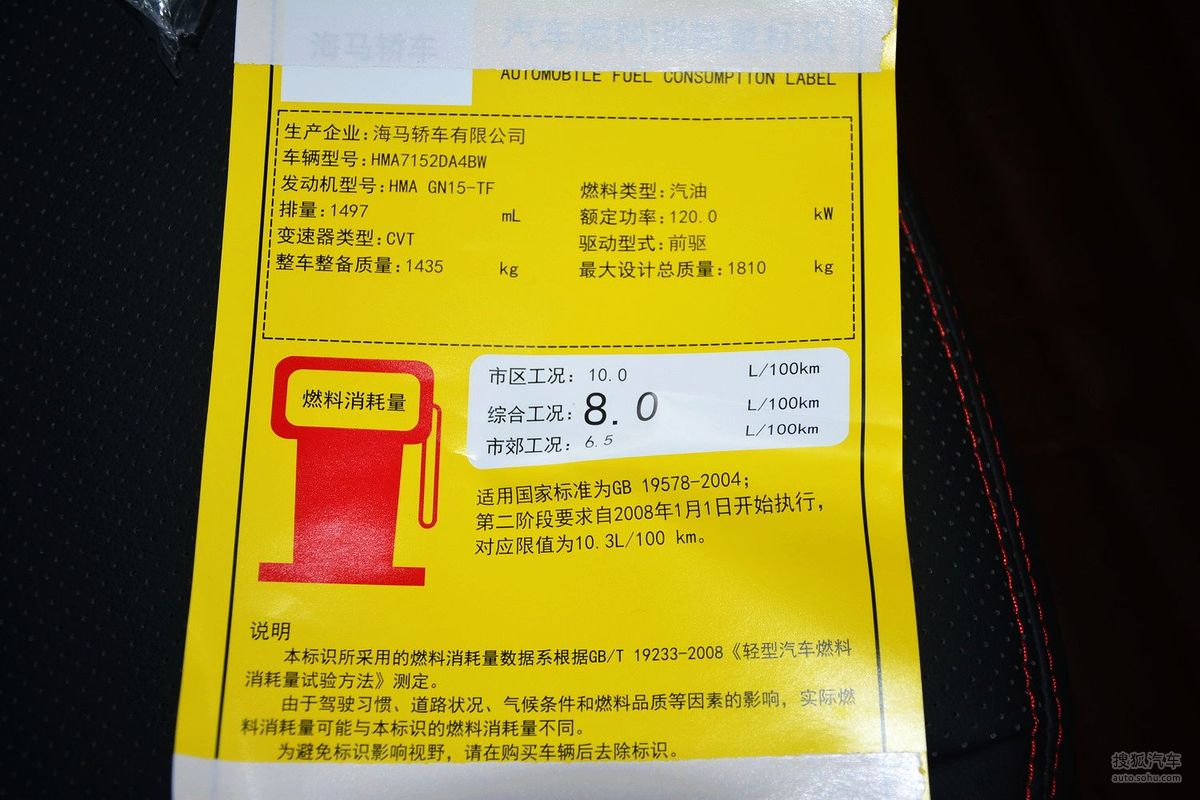 海马轿车
汽车燃料消耗量标识
AUTOMOBILE FUEL CONSUMPTION LABEL
生产企业:海马轿车有限公司
车辆型号:HMA7152DA4BW
发动机型号:HMA GN15-TF 燃料类型:汽油
排量:1497 mL 额定功率:120.0 kW
变速器类型:CVT 驱动型式:前驱
整车整备质量:1435 kg 最大设计总质量:1810 kg
燃料消耗量
市区工况: 10.0 L/100km
综合工况: 8.0 L/100km
市郊工况: 6.5 L/100km
适用国家标准为GB 19578-2004;
第二阶段要求自2008年1月1日开始执行,
对应限值为10.3L/100 km。
说明
本标识所采用的燃料消耗量数据系根据GB/T 19233-2008《轻型汽车燃料
消耗量试验方法》测定。
由于驾驶习惯、道路状况、气候条件和燃料品质等因素的影响,实际燃
料消耗量可能与本标识的燃料消耗量不同。
为避免标识影响视野,请在购买车辆后去除标识。
搜狐汽车
auto.sohu.com